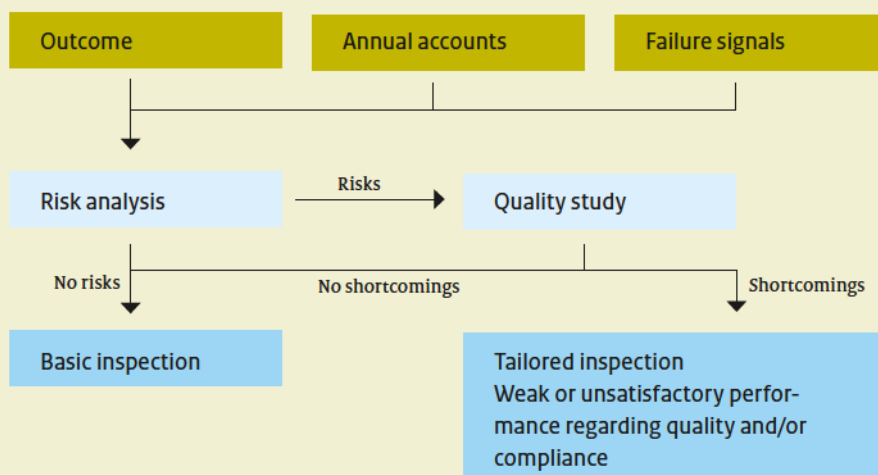 Outcome
Annual accounts
Failure signals
Risk analysis
Risks
Quality study
No risks
No shortcomings
Shortcomings
Basic inspection
Tailored inspection
Weak or unsatisfactory perfor-
mance regarding quality and/or
compliance